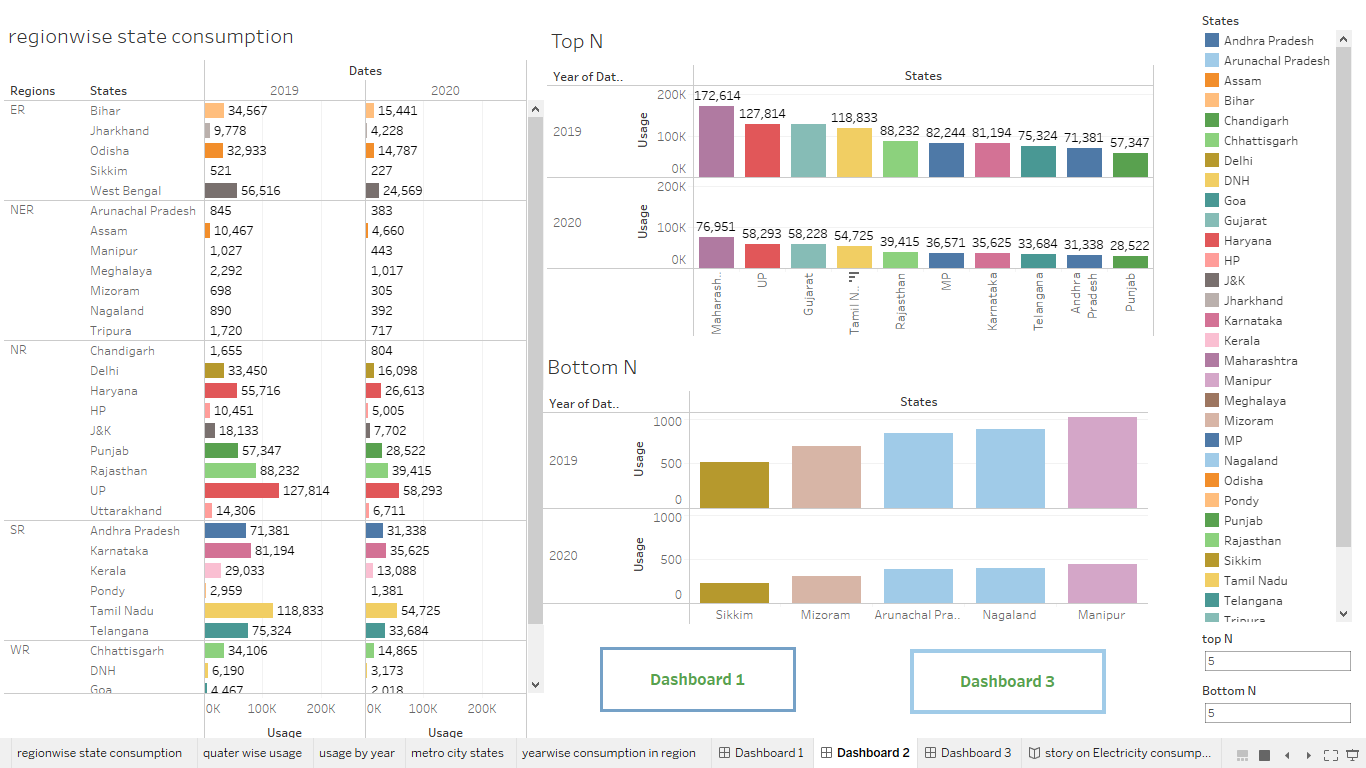 regionwise state consumption
Dates
Regions States 2019 2020
ER Bihar 34,567 15,441
Jharkhand 9,778 4,228
Odisha 32,933 14,787
Sikkim 521 227
West Bengal 56,516 24,569
NER Arunachal Pradesh 845 383
Assam 10,467 4,660
Manipur 1,027 443
Meghalaya 2,292 1,017
Mizoram 698 305
Nagaland 890 392
Tripura 1,720 717
NR Chandigarh 1,655 804
Delhi 33,450 16,098
Haryana 55,716 26,613
HP 10,451 5,005
J&K 18,133 7,702
Punjab 57,347 28,522
Rajasthan 88,232 39,415
UP 127,814 58,293
Uttarakhand 14,306 6,711
SR Andhra Pradesh 71,381 31,338
Karnataka 81,194 35,625
Kerala 29,033 13,088
Pondy 2,959 1,381
Tamil Nadu 118,833 54,725
Telangana 75,324 33,684
WR Chhattisgarh 34,106 14,865
DNH 6,190 3,173
Goa 4,467 2,018
0K 100K 200K 0K 100K 200K
Usage Usage
Top N
Year of Dat.. States
2019
Usage
200K
100K
0K
172,614 127,814 118,833 88,232 82,244 81,194 75,324 71,381 57,347
2020
Usage
200K
100K
0K
76,951 58,293 58,228 54,725 39,415 36,571 35,625 33,684 31,338 28,522
Maharash..
UP
Gujarat
Tamil N..
Rajasthan
MP
Karnataka
Telangana
Andhra
Pradesh
Punjab
Bottom N
Year of Dat.. States
2019
Usage
1000
500
0
2020
Usage
1000
500
0
Sikkim Mizoram Arunachal Pra.. Nagaland Manipur
Dashboard 1 Dashboard 3
States
Andhra Pradesh
Arunachal Pradesh
Assam
Bihar
Chandigarh
Chhattisgarh
Delhi
DNH
Goa
Gujarat
Haryana
HP
J&K
Jharkhand
Karnataka
Kerala
Maharashtra
Manipur
Meghalaya
Mizoram
MP
Nagaland
Odisha
Pondy
Punjab
Rajasthan
Sikkim
Tamil Nadu
Telangana
Tripura
top N
5
Bottom N
5
regionwise state consumption quater wise usage usage by year metro city states yearwise consumption in region Dashboard 1 Dashboard 2 Dashboard 3 story on Electricity consump...